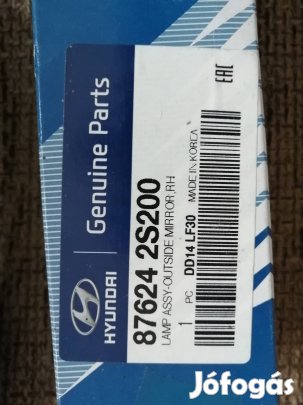 HYUNDAI
Genuine Parts
87624 2S200
LAMP ASSY-OUTSIDE MIRROR,RH
1 PC DD14 LF30 MADE IN KOREA
EAC
Jófogás